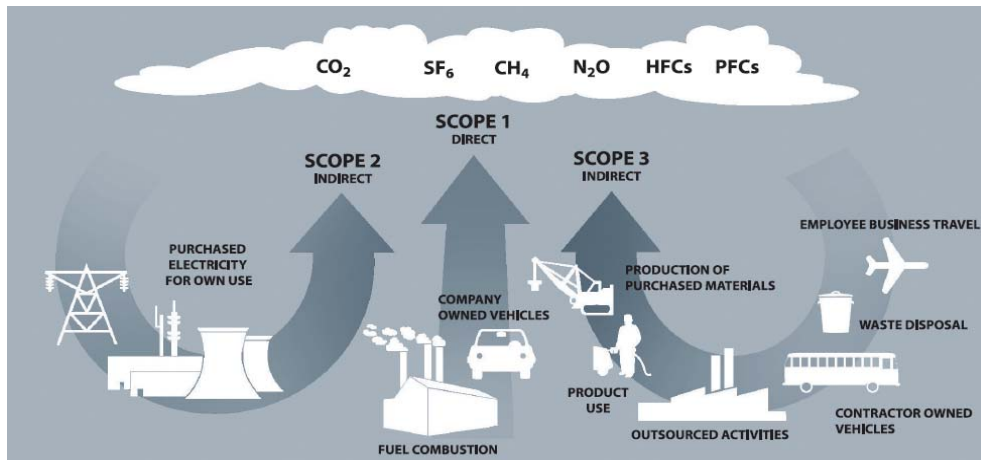 CO₂ SF₆ CH₄ N₂O HFCs PFCs
SCOPE 1
DIRECT
SCOPE 2
INDIRECT
SCOPE 3
INDIRECT
PURCHASED
ELECTRICITY
FOR OWN USE
COMPANY
OWNED VEHICLES
FUEL COMBUSTION
PRODUCTION OF
PURCHASED MATERIALS
PRODUCT
USE
OUTSOURCED ACTIVITIES
EMPLOYEE BUSINESS TRAVEL
WASTE DISPOSAL
CONTRACTOR OWNED
VEHICLES